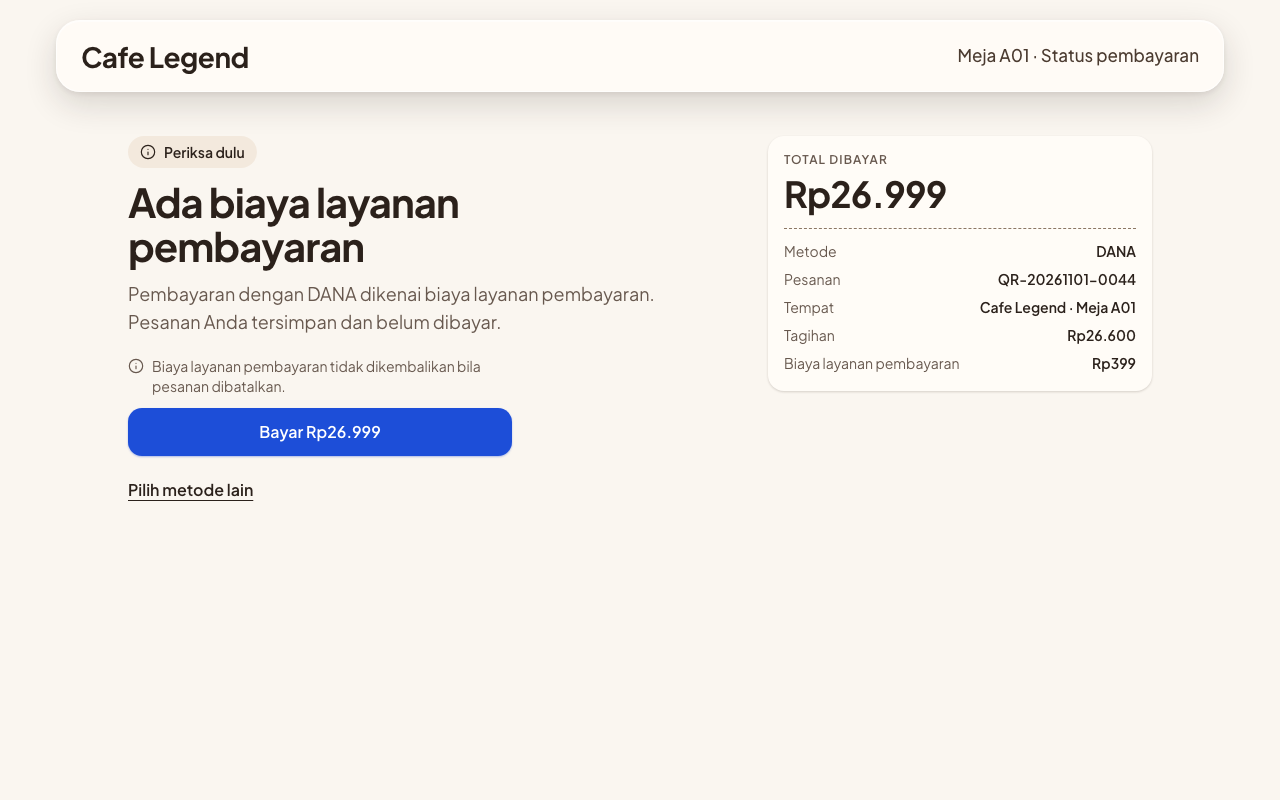 Cafe Legend
Meja A01 · Status pembayaran
Periksa dulu
Ada biaya layanan
pembayaran
Pembayaran dengan DANA dikenai biaya layanan pembayaran.
Pesanan Anda tersimpan dan belum dibayar.
Biaya layanan pembayaran tidak dikembalikan bila
pesanan dibatalkan.
Bayar Rp26.999
Pilih metode lain
TOTAL DIBAYAR
Rp26.999
Metode DANA
Pesanan QR-20261101-0044
Tempat Cafe Legend · Meja A01
Tagihan Rp26.600
Biaya layanan pembayaran Rp399